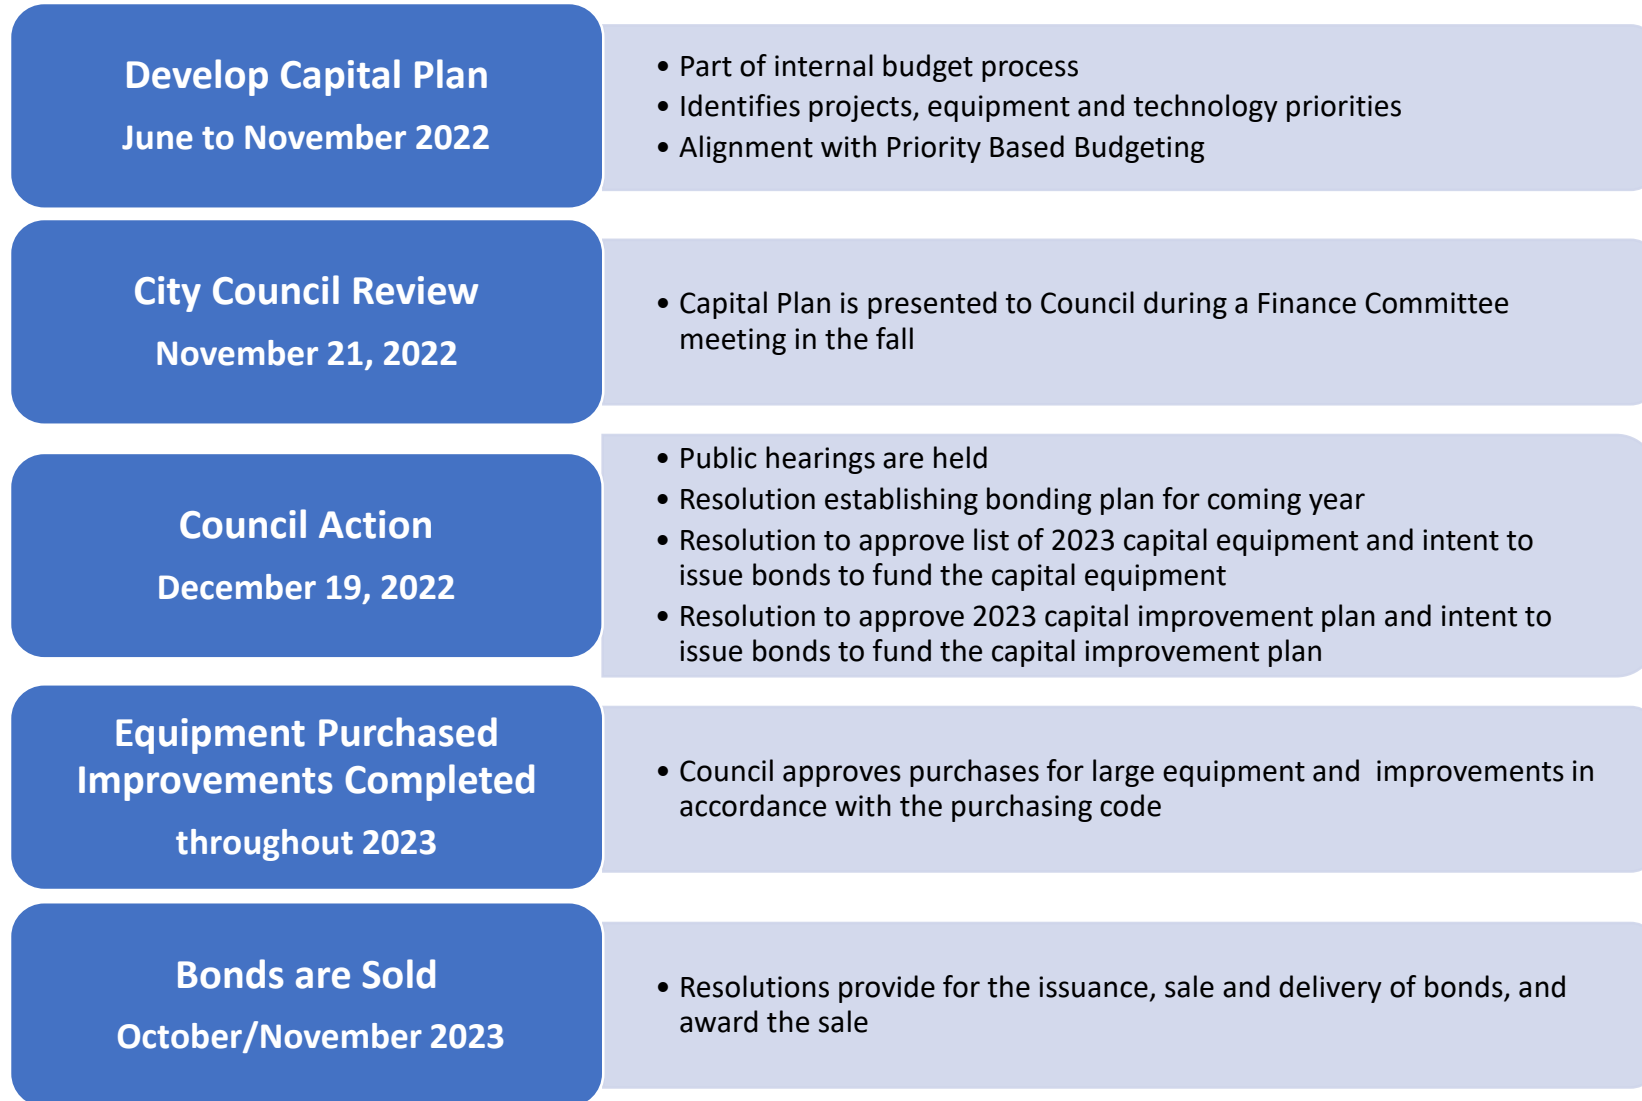 Develop Capital Plan
June to November 2022
• Part of internal budget process
• Identifies projects, equipment and technology priorities
• Alignment with Priority Based Budgeting
City Council Review
November 21, 2022
• Capital Plan is presented to Council during a Finance Committee
meeting in the fall
Council Action
December 19, 2022
• Public hearings are held
• Resolution establishing bonding plan for coming year
• Resolution to approve list of 2023 capital equipment and intent to
issue bonds to fund the capital equipment
• Resolution to approve 2023 capital improvement plan and intent to
issue bonds to fund the capital improvement plan
Equipment Purchased
Improvements Completed
throughout 2023
• Council approves purchases for large equipment and  improvements in
accordance with the purchasing code
Bonds are Sold
October/November 2023
• Resolutions provide for the issuance, sale and delivery of bonds, and
award the sale